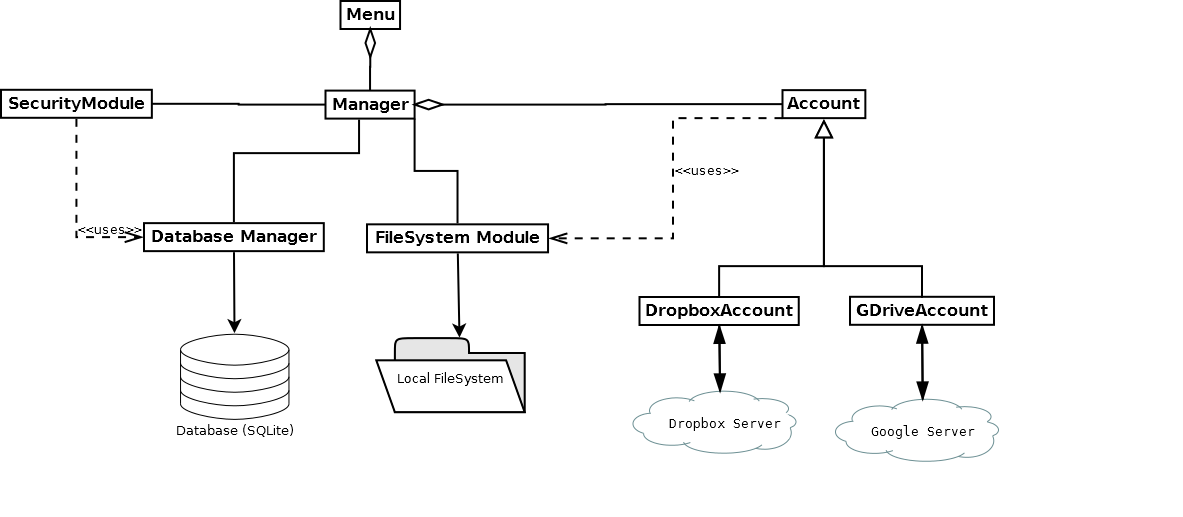 Menu
SecurityModule
Manager
Account
<<uses>>
<<uses>>
Database Manager
FileSystem Module
DropboxAccount
GDriveAccount
Local FileSystem
Dropbox Server
Google Server
Database (SQLite)